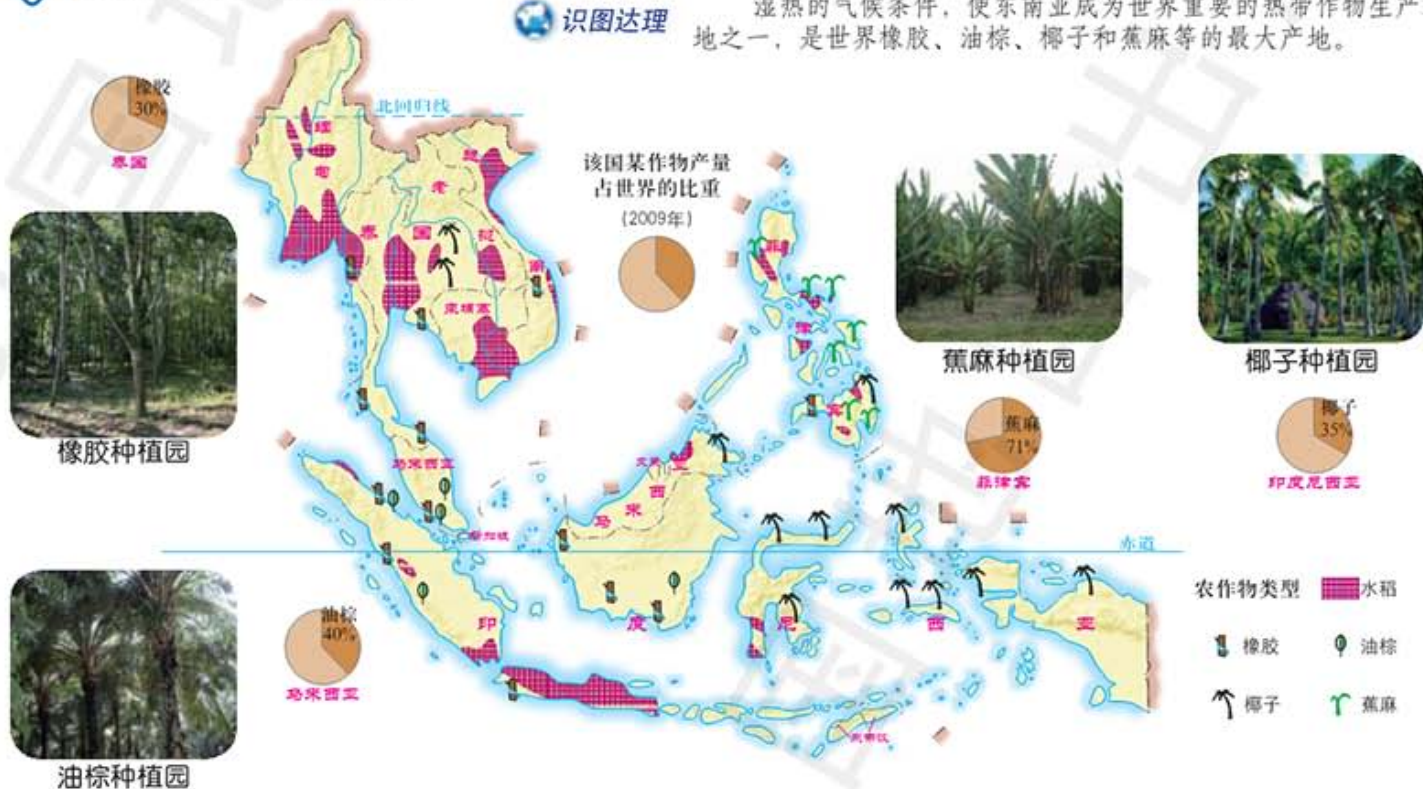 识图达理
湿热的气候条件，使东南亚成为世界重要的热带作物生产
地之一，是世界橡胶、油棕、椰子和蕉麻等的最大产地。
橡胶
30%
泰国
北回归线
缅
甸
老
越
泰
国
挝
南
柬埔寨
该国某作物产量
占世界的比重
(2009年)
菲
律
宾
橡胶种植园
蕉麻种植园
椰子种植园
蕉麻
71%
菲律宾
椰子
35%
印度尼西亚
马来西亚
文莱
马
来
西
亚
新加坡
赤道
印
度
尼
西
亚
东帝汶
油棕
40%
马来西亚
油棕种植园
农作物类型
水稻
橡胶
油棕
椰子
蕉麻